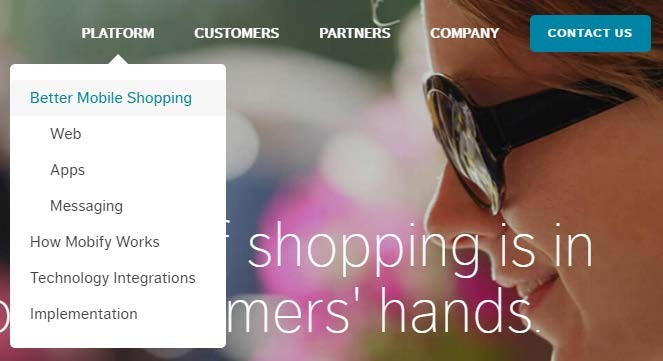 PLATFORM CUSTOMERS PARTNERS COMPANY CONTACT US
Better Mobile Shopping
Web
Apps
Messaging
How Mobify Works
Technology Integrations
Implementation
shopping is in
hands.